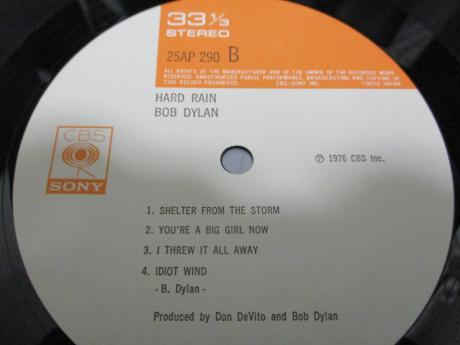 33 1/3
STEREO
25AP 290 B
ALL RIGHTS OF THE MANUFACTURER AND OF THE OWNER OF THE RECORDED WORK
RESERVED. UNAUTHORISED PUBLIC PERFORMANCE, BROADCASTING AND COPYING OF
THIS RECORD PROHIBITED CBS/SONY INC. TOKYO JAPAN
HARD RAIN
BOB DYLAN
CBS
SONY
℗ 1976 CBS Inc.
1. SHELTER FROM THE STORM
2. YOU'RE A BIG GIRL NOW
3. I THREW IT ALL AWAY
4. IDIOT WIND
- B. Dylan -
Produced by Don DeVito and Bob Dylan